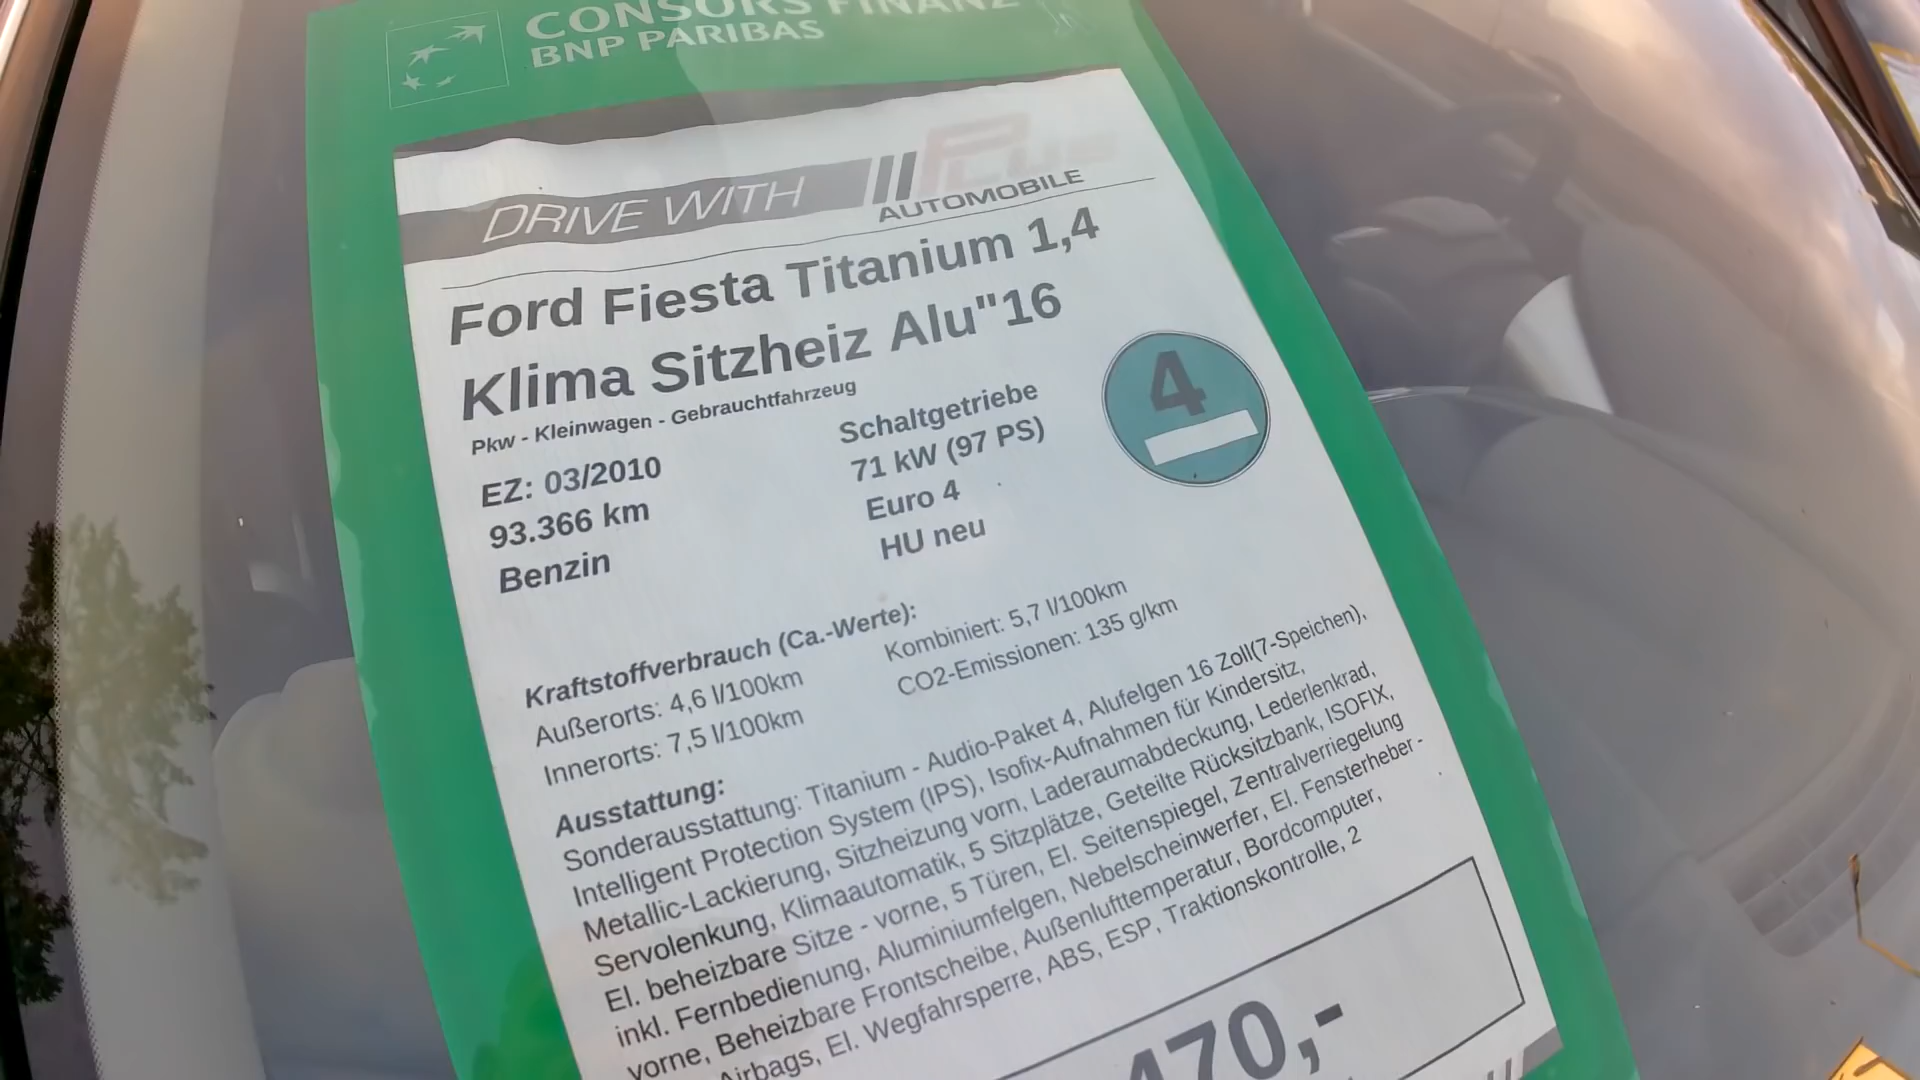 CONSORS FINANZ
BNP PARIBAS
DRIVE WITH
PLUS
AUTOMOBILE
Ford Fiesta Titanium 1,4
Klima Sitzheiz Alu"16
Pkw - Kleinwagen - Gebrauchtfahrzeug
EZ: 03/2010
93.366 km
Benzin
Schaltgetriebe
71 kW (97 PS)
Euro 4
HU neu
4
Kraftstoffverbrauch (Ca.-Werte):
Außerorts: 4,6 l/100km
Innerorts: 7,5 l/100km
Kombiniert: 5,7 l/100km
CO2-Emissionen: 135 g/km
Ausstattung:
Sonderausstattung: Titanium - Audio-Paket 4, Alufelgen 16 Zoll(7-Speichen),
Intelligent Protection System (IPS), Isofix-Aufnahmen für Kindersitz,
Metallic-Lackierung, Sitzheizung vorn, Laderaumabdeckung, Lederlenkrad,
Servolenkung, Klimaautomatik, 5 Sitzplätze, Geteilte Rücksitzbank, ISOFIX,
El. beheizbare Sitze - vorne, 5 Türen, El. Seitenspiegel, Zentralverriegelung
inkl. Fernbedienung, Aluminiumfelgen, Nebelscheinwerfer, El. Fensterheber -
vorne, Beheizbare Frontscheibe, Außenlufttemperatur, Bordcomputer,
Airbags, El. Wegfahrsperre, ABS, ESP, Traktionskontrolle, 2
470,-